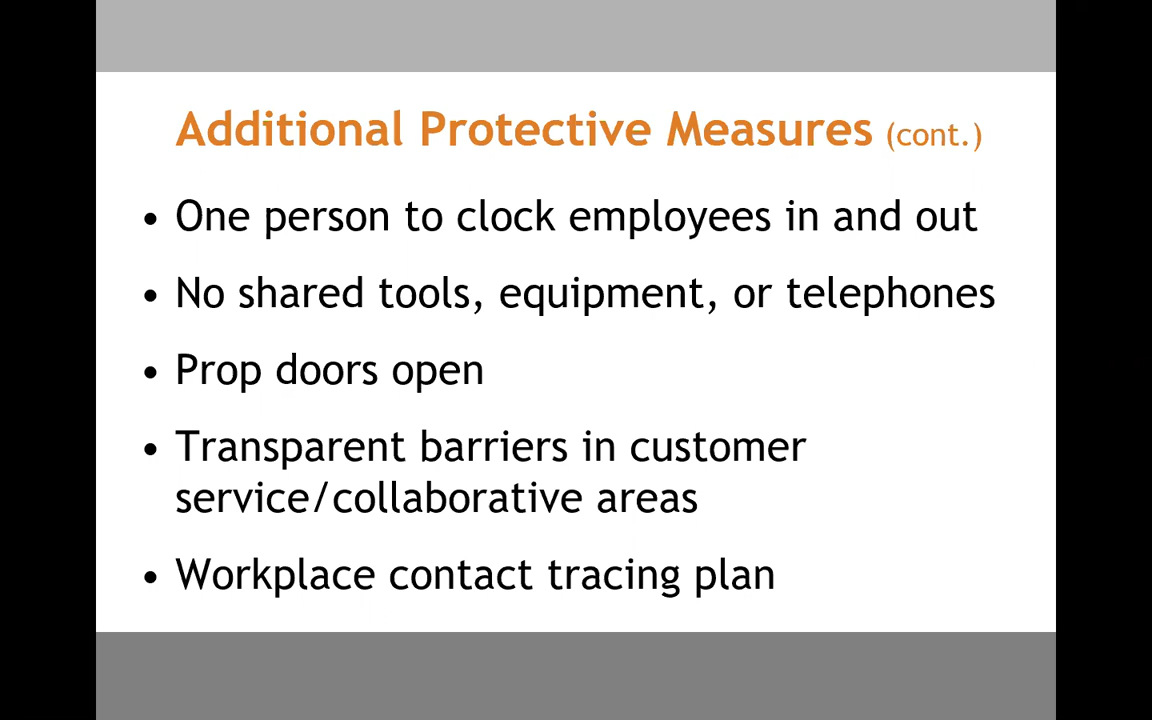 Additional Protective Measures (cont.)
• One person to clock employees in and out
• No shared tools, equipment, or telephones
• Prop doors open
• Transparent barriers in customer
service/collaborative areas
• Workplace contact tracing plan